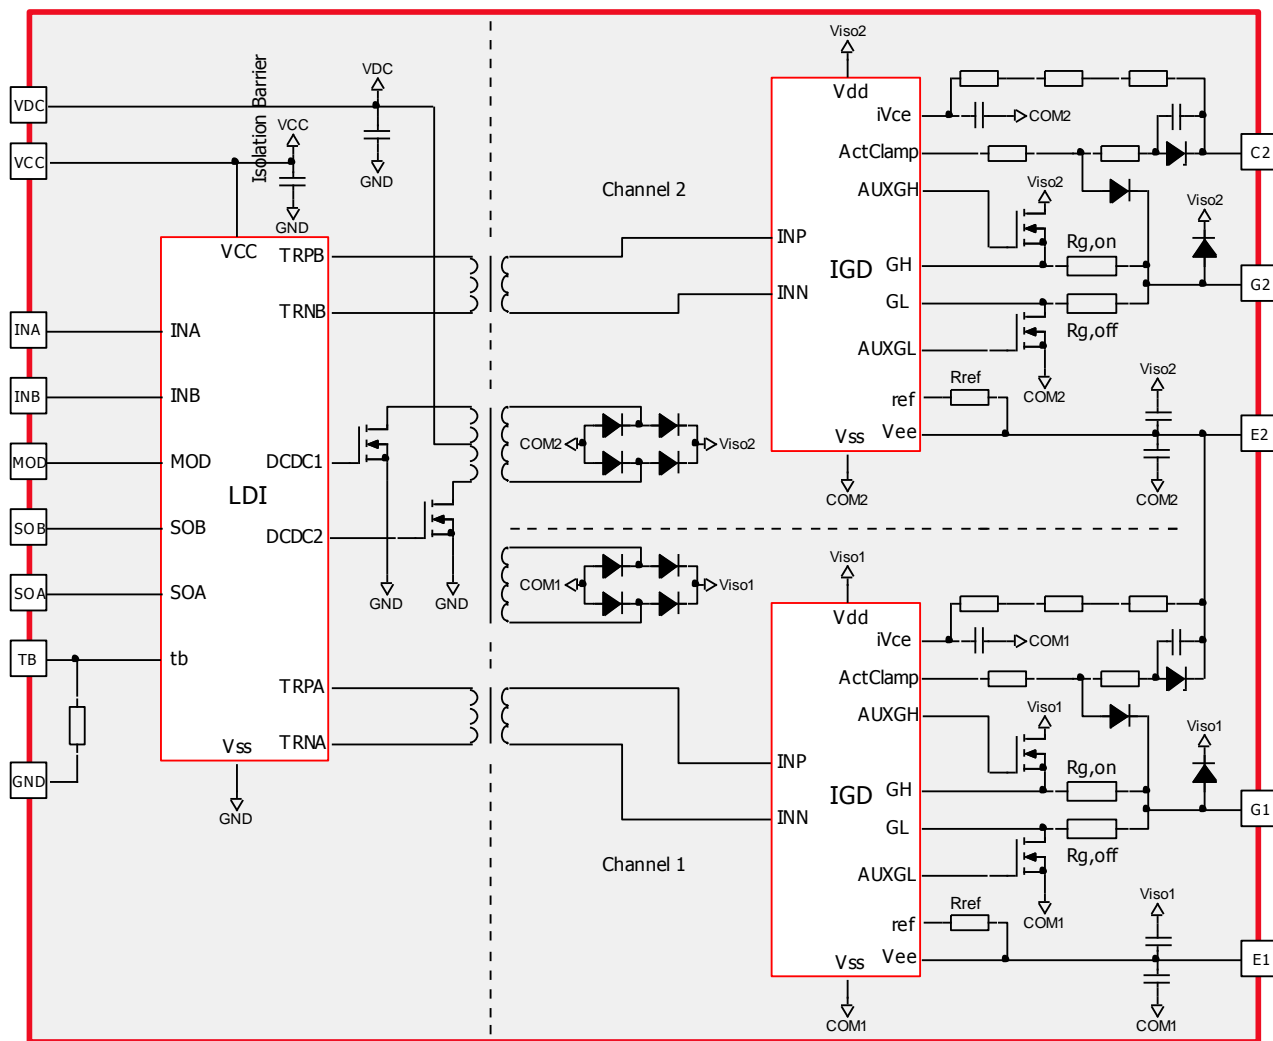 Viso2
VDC
Isolation Barrier
Vdd
VDC
iVce
COM2
VCC
VCC
ActClamp
C2
GND
Channel 2
AUXGH
Viso2
Viso2
GND
INP
Rg,on
VCC
TRPB
IGD
GH
G2
INN
GL
TRNB
Rg,off
INA
INA
AUXGL
Rref
Viso2
COM2
INB
INB
ref
Vee
E2
Vss
COM2
Viso2
MOD
MOD
DCDC1
LDI
COM2
COM2
SOB
SOB
DCDC2
Viso1
COM1
Viso1
SOA
SOA
GND
GND
Vdd
iVce
COM1
TB
tb
ActClamp
TRPA
AUXGH
Viso1
Viso1
Vss
TRNA
INP
Rg,on
GND
IGD
GH
G1
GND
INN
GL
Rg,off
Channel 1
AUXGL
Rref
Viso1
ref
COM1
Vee
E1
Vss
COM1
COM1